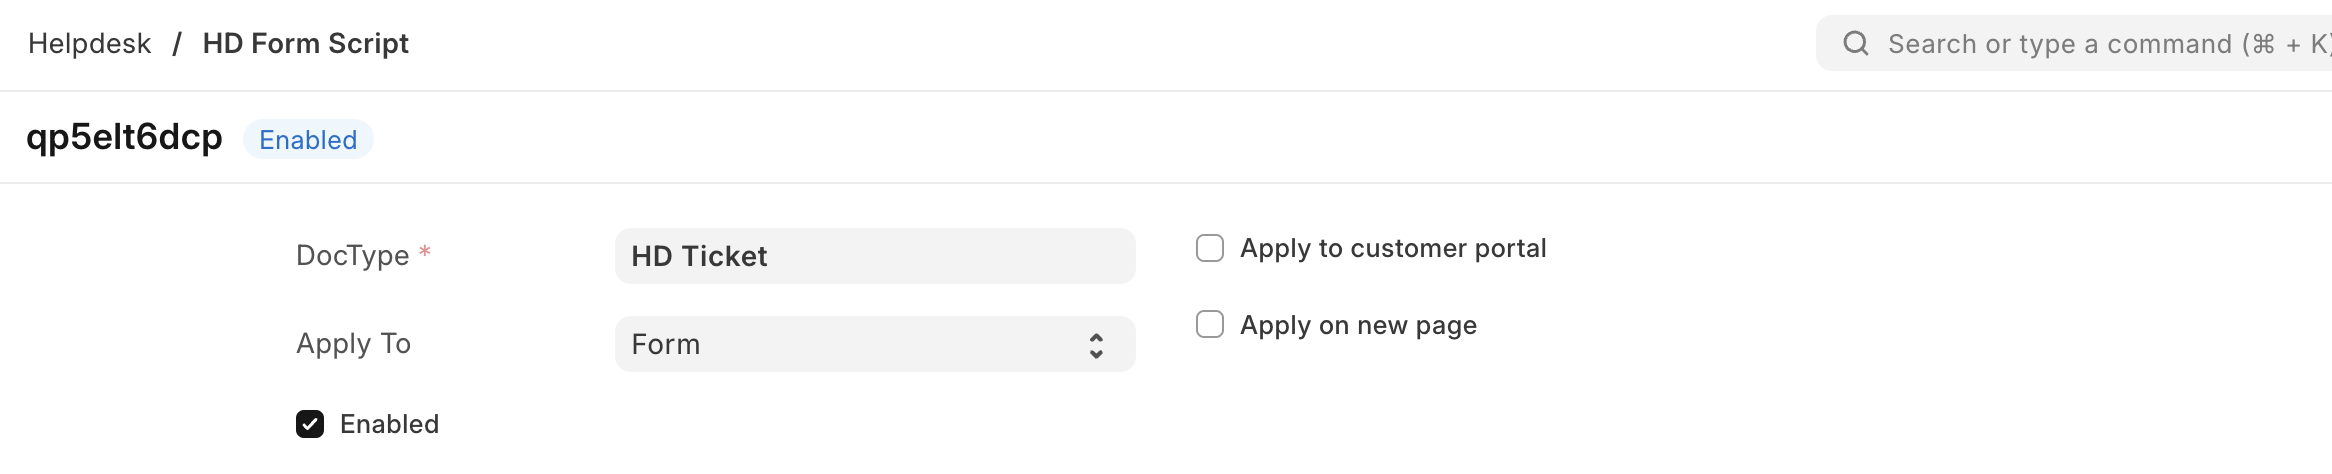 Helpdesk / HD Form Script
Search or type a command (⌘ + K)
qp5elt6dcp Enabled
DocType *
HD Ticket
Apply to customer portal
Apply To
Form
Apply on new page
Enabled